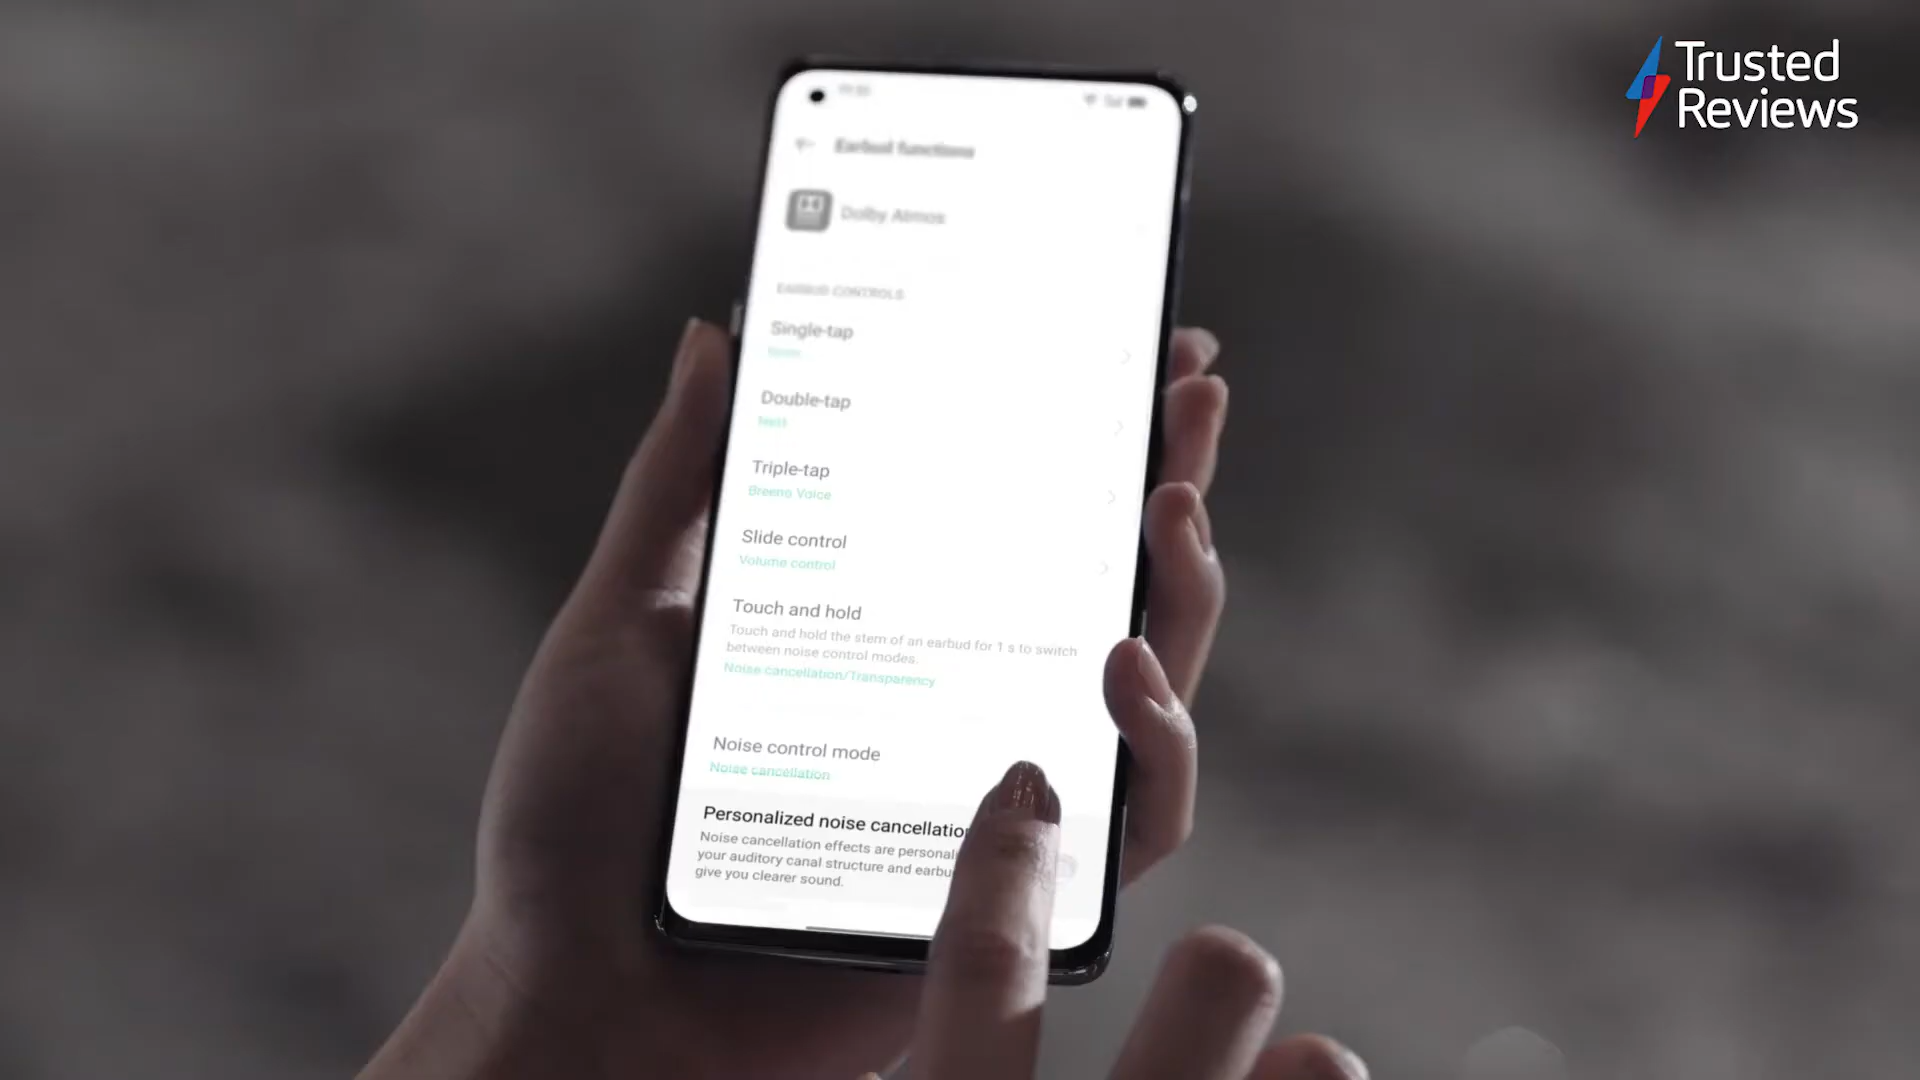 Trusted
Reviews
Earbud functions
Dolby Atmos
EARBUD CONTROLS
Single-tap
Double-tap
Next
Triple-tap
Breeno Voice
Slide control
Volume control
Touch and hold
Touch and hold the stem of an earbud for 1 s to switch
between noise control modes.
Noise cancellation/Transparency
Noise control mode
Noise cancellation
Personalized noise cancellatio
Noise cancellation effects are personal
your auditory canal structure and earbu
give you clearer sound.